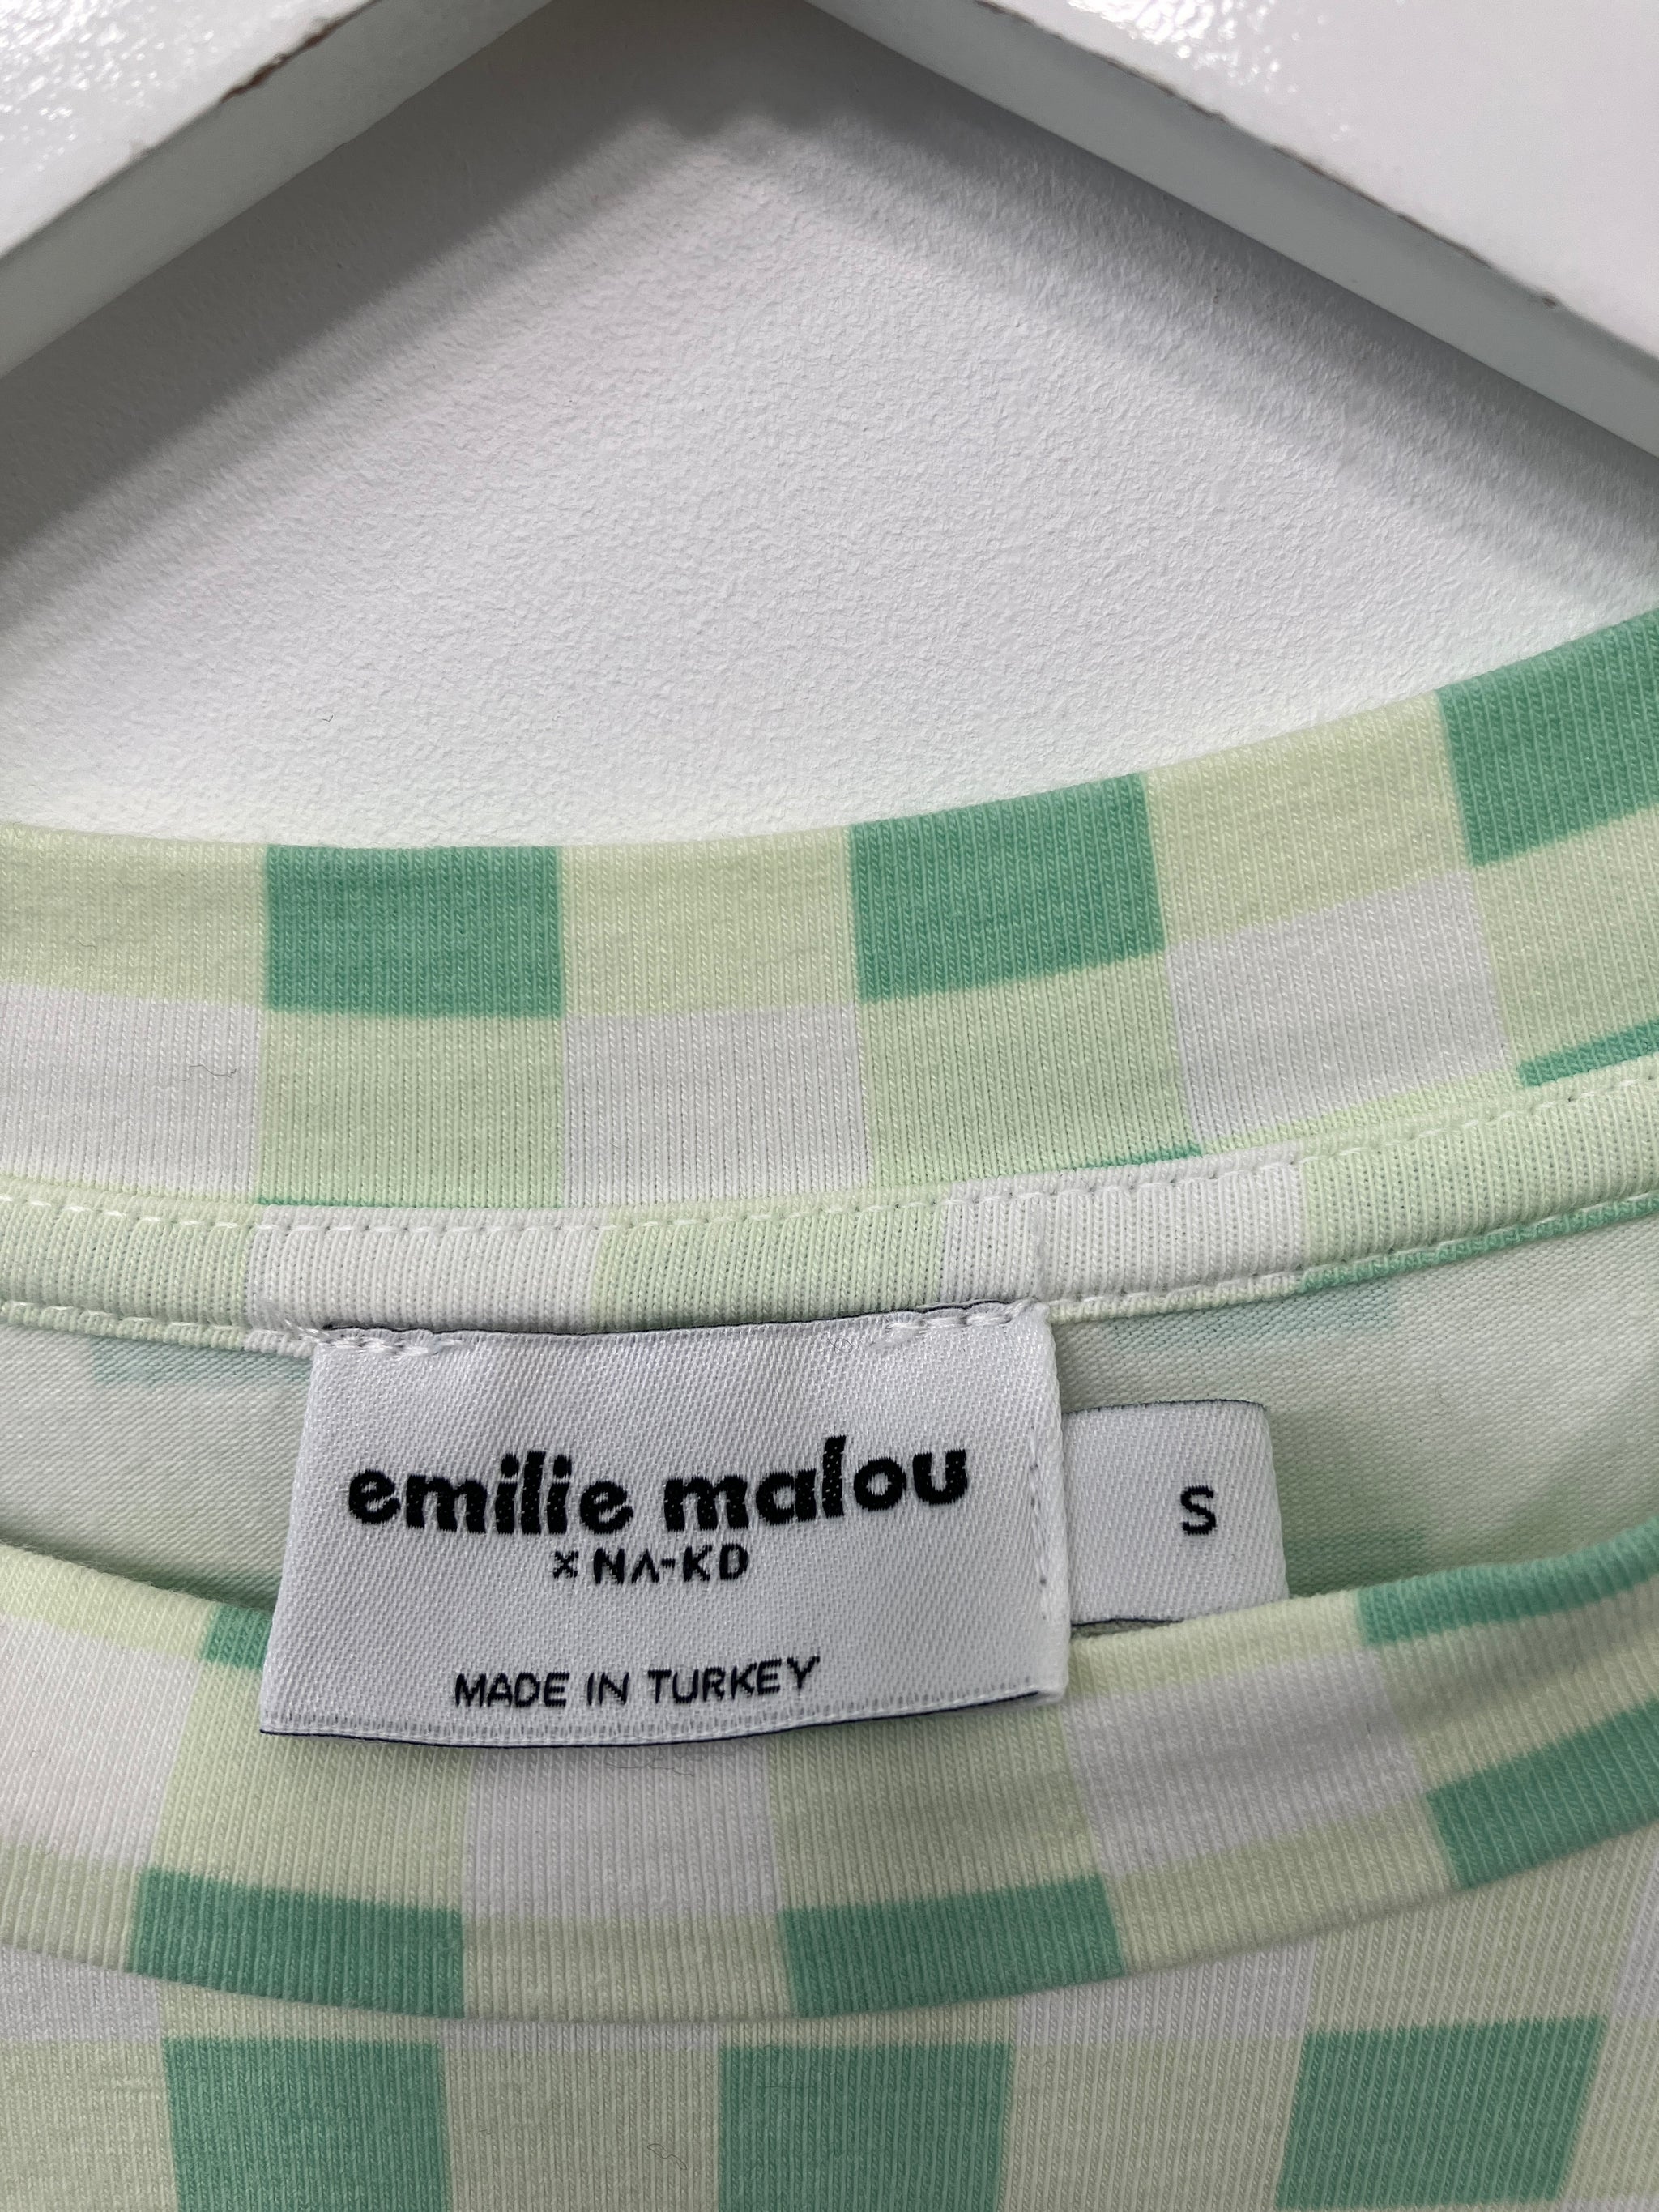 emilie malou
x NA-KD
MADE IN TURKEY
S